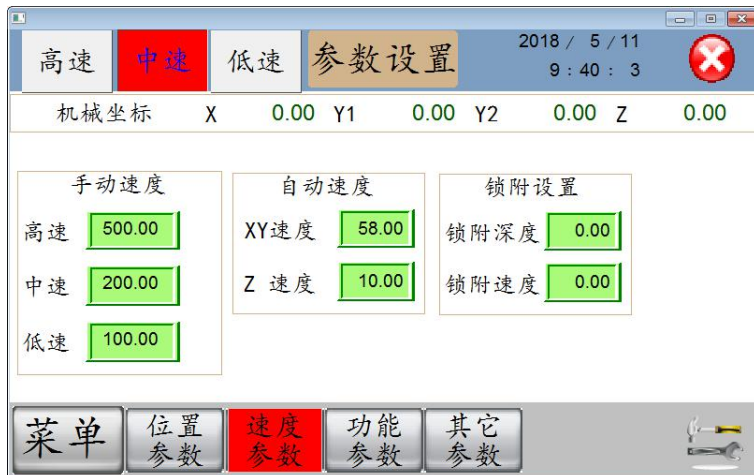 高速 中速 低速 参数设置 2018 / 5 / 11
9 : 40 : 3
机械坐标 X 0.00 Y1 0.00 Y2 0.00 Z 0.00
手动速度 自动速度 锁附设置
高速 500.00 XY速度 58.00 锁附深度 0.00
中速 200.00 Z 速度 10.00 锁附速度 0.00
低速 100.00
菜单 位置 速度 功能 其它
参数 参数 参数 参数